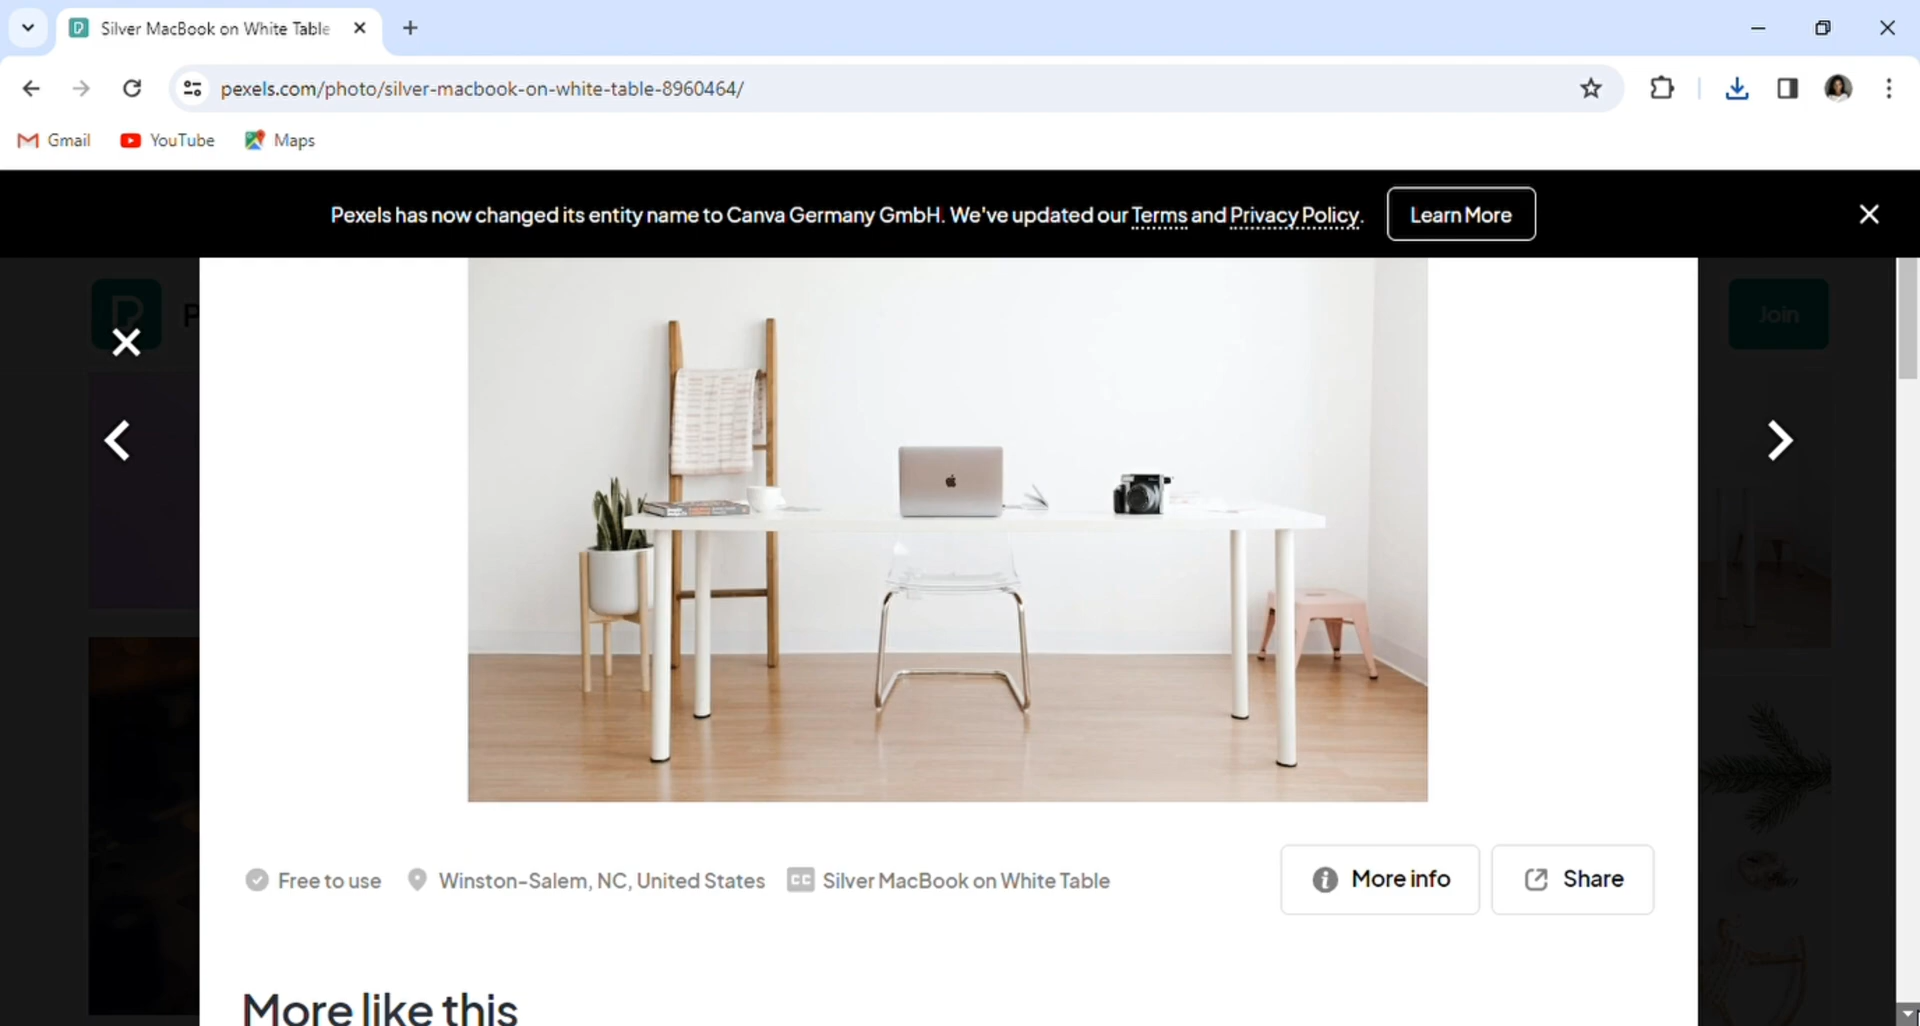 Silver MacBook on White Table
pexels.com/photo/silver-macbook-on-white-table-8960464/
Gmail YouTube Maps
Pexels has now changed its entity name to Canva Germany GmbH. We've updated our Terms and Privacy Policy. Learn More
P Join
Free to use Winston-Salem, NC, United States CC Silver MacBook on White Table More info Share
More like this